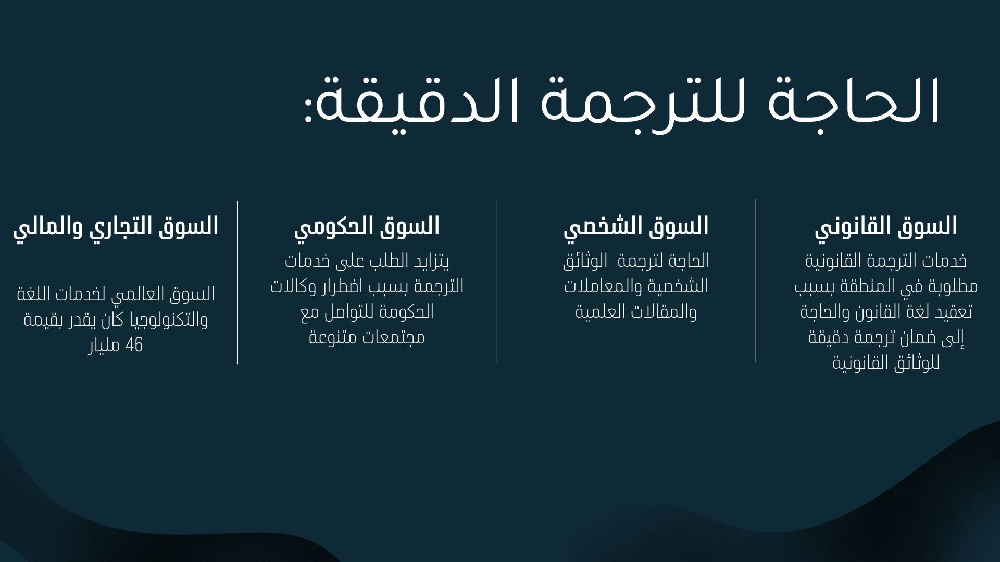 الحاجة للترجمة الدقيقة:
السوق القانوني
خدمات الترجمة القانونية
مطلوبة في المنطقة بسبب
تعقيد لغة القانون والحاجة
إلى ضمان ترجمة دقيقة
للوثائق القانونية
السوق الشخصي
الحاجة لترجمة الوثائق
الشخصية والمعاملات
والمقالات العلمية
السوق الحكومي
يتزايد الطلب على خدمات
الترجمة بسبب اضطرار وكالات
الحكومة للتواصل مع
مجتمعات متنوعة
السوق التجاري والمالي
السوق العالمي لخدمات اللغة
والتكنولوجيا كان يقدر بقيمة
46 مليار